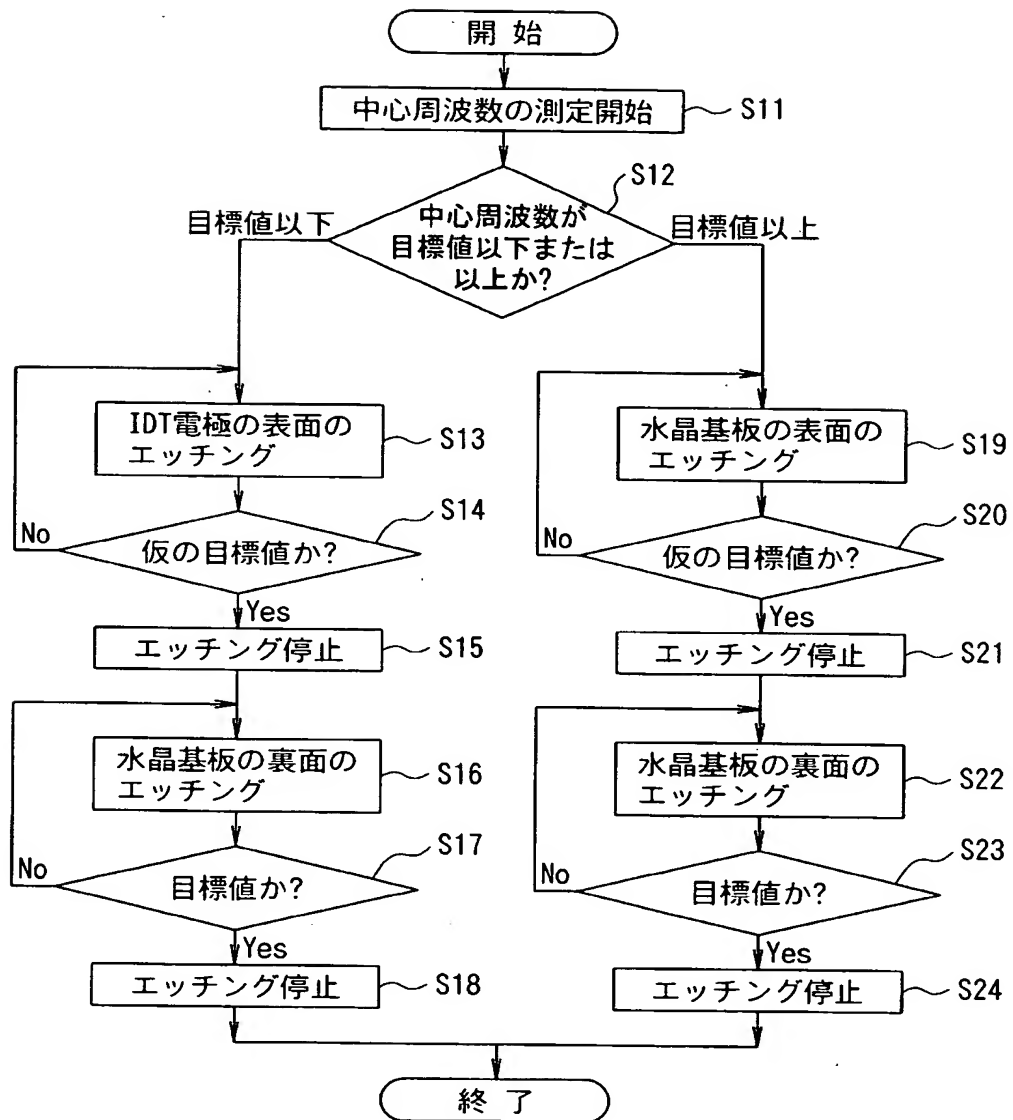 開 始
中心周波数の測定開始
S11
S12
中心周波数が
目標値以下または
以上か?
目標値以下
目標値以上
IDT電極の表面の
エッチング
S13
S14
仮の目標値か?
No
Yes
エッチング停止
S15
水晶基板の裏面の
エッチング
S16
S17
目標値か?
No
Yes
エッチング停止
S18
水晶基板の表面の
エッチング
S19
S20
仮の目標値か?
No
Yes
エッチング停止
S21
水晶基板の裏面の
エッチング
S22
S23
目標値か?
No
Yes
エッチング停止
S24
終 了